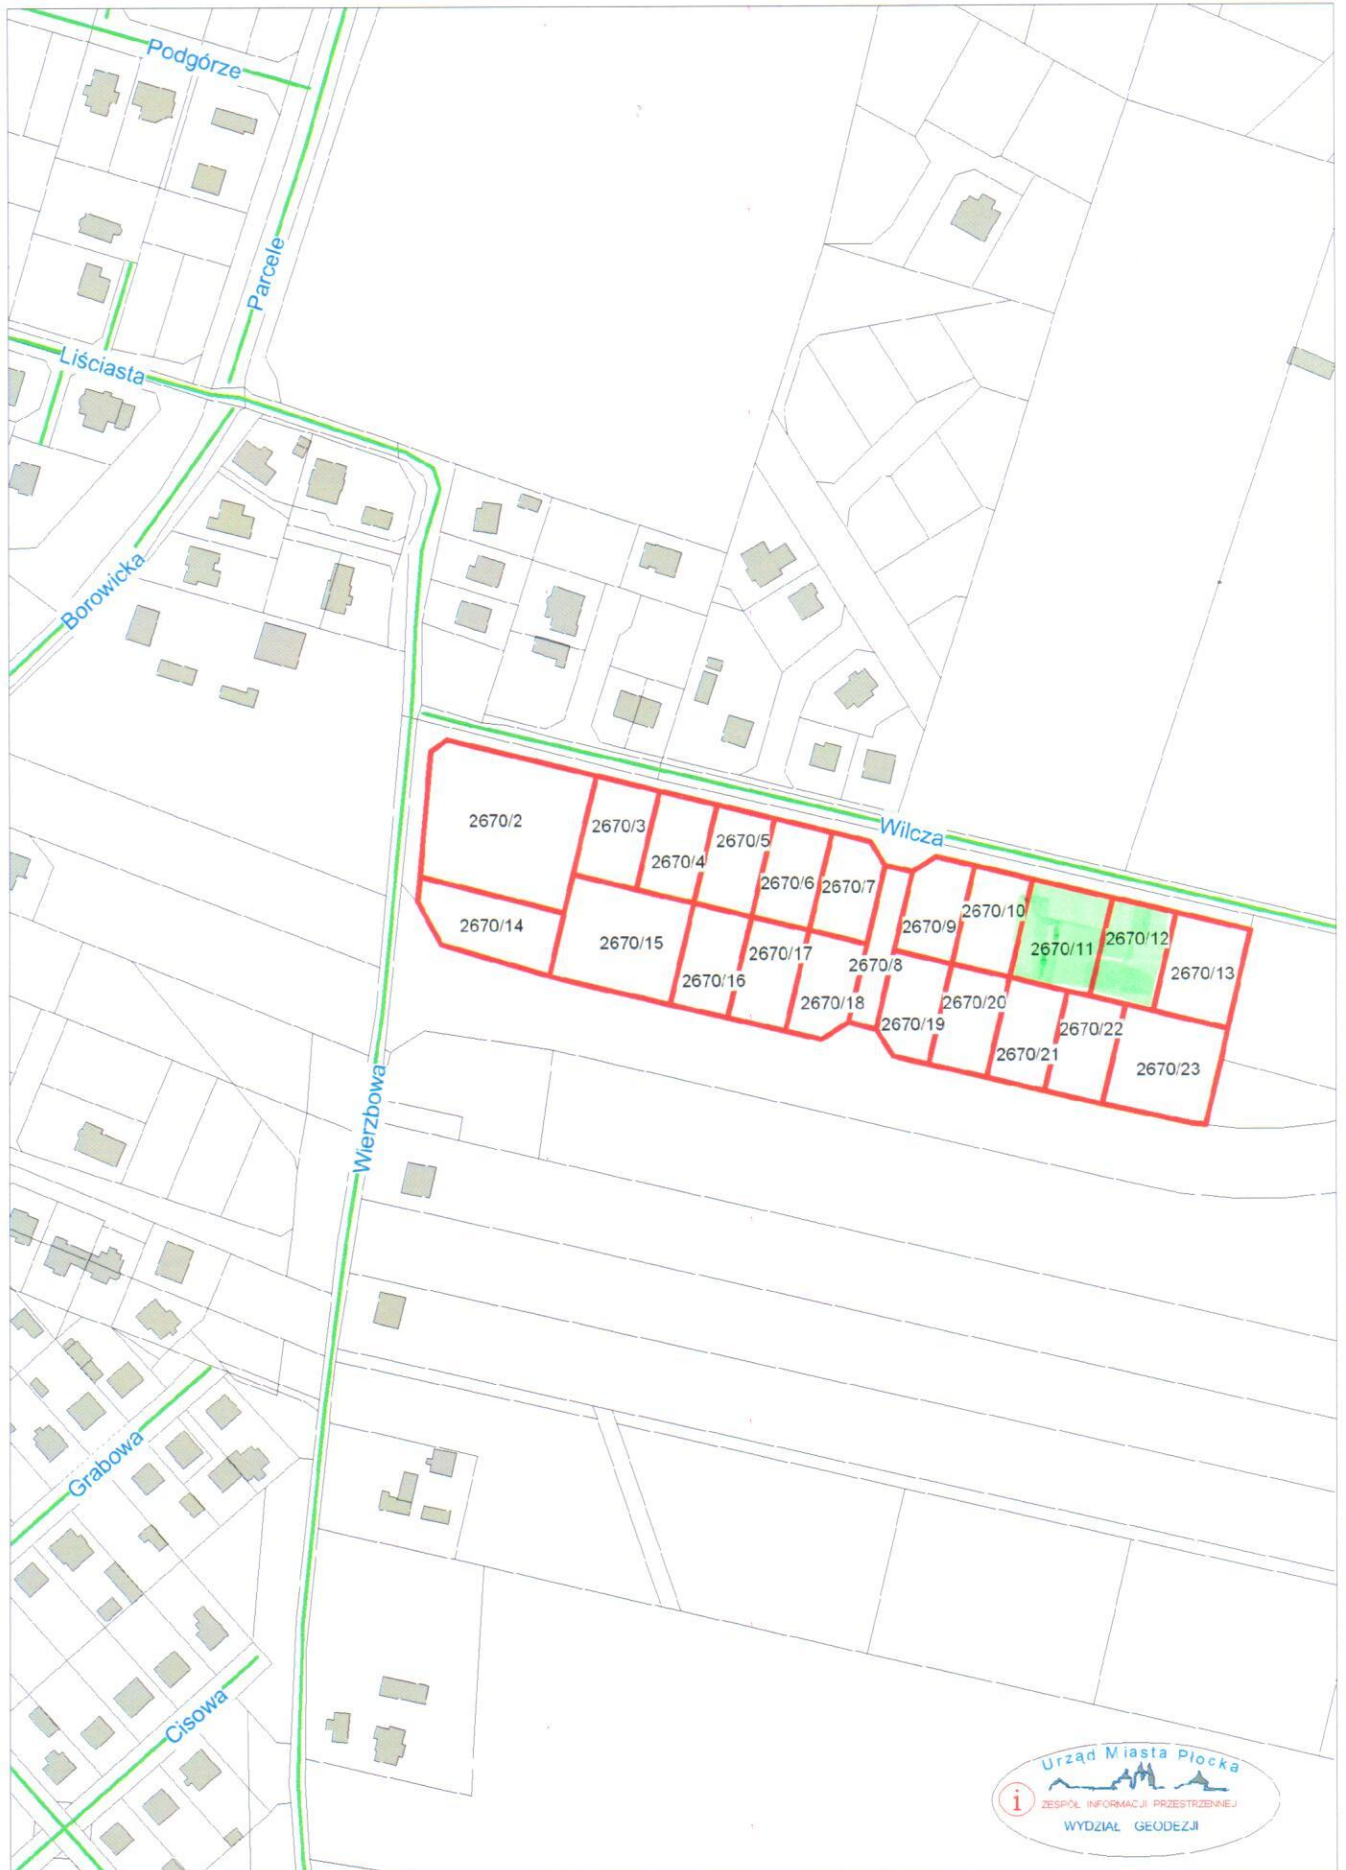 Podgórze
Parcele
Liściasta
Borowicka
Wilcza
2670/2
2670/3
2670/4
2670/5
2670/6
2670/7
2670/8
2670/9
2670/10
2670/11
2670/12
2670/13
2670/14
2670/15
2670/16
2670/17
2670/18
2670/19
2670/20
2670/21
2670/22
2670/23
Wierzbowa
Grabowa
Cisowa
Urząd Miasta Płocka
i
ZESPÓŁ INFORMACJI PRZESTRZENNEJ
WYDZIAŁ GEODEZJI